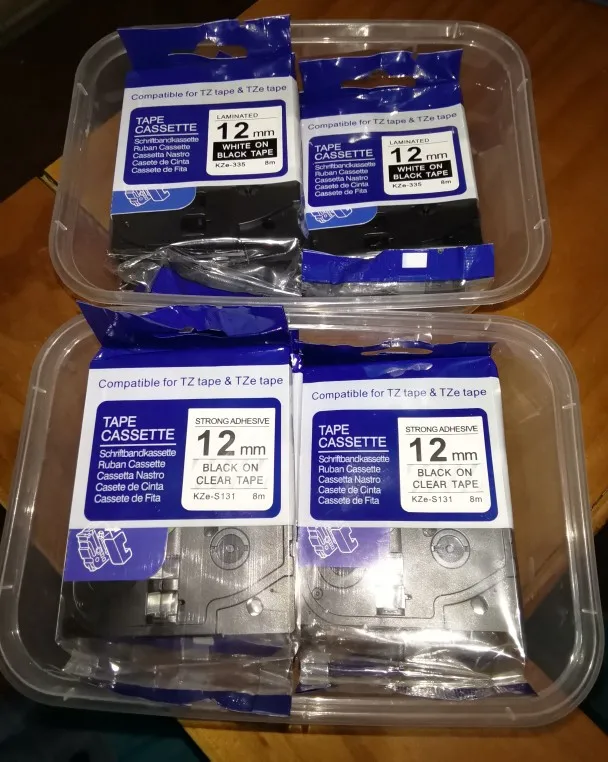 Compatible for TZ tape & TZe tape
TAPE
CASSETTE
Schriftbandkassette
Ruban Cassette
Cassetta Nastro
Casete de Cinta
Cassete de Fita
LAMINATED
12 mm
WHITE ON
BLACK TAPE
KZe-335 8m
Compatible for TZ tape & TZe tape
TAPE
CASSETTE
Schriftbandkassette
Ruban Cassette
Cassetta Nastro
Casete de Cinta
Cassete de Fita
LAMINATED
12 mm
WHITE ON
BLACK TAPE
KZe-335 8m
Compatible for TZ tape & TZe tape
TAPE
CASSETTE
Schriftbandkassette
Ruban Cassette
Cassetta Nastro
Casete de Cinta
Cassete de Fita
STRONG ADHESIVE
12 mm
BLACK ON
CLEAR TAPE
KZe-S131 8m
Compatible for TZ tape & TZe tape
TAPE
CASSETTE
Schriftbandkassette
Ruban Cassette
Cassetta Nastro
Casete de Cinta
Cassete de Fita
STRONG ADHESIVE
12 mm
BLACK ON
CLEAR TAPE
KZe-S131 8m